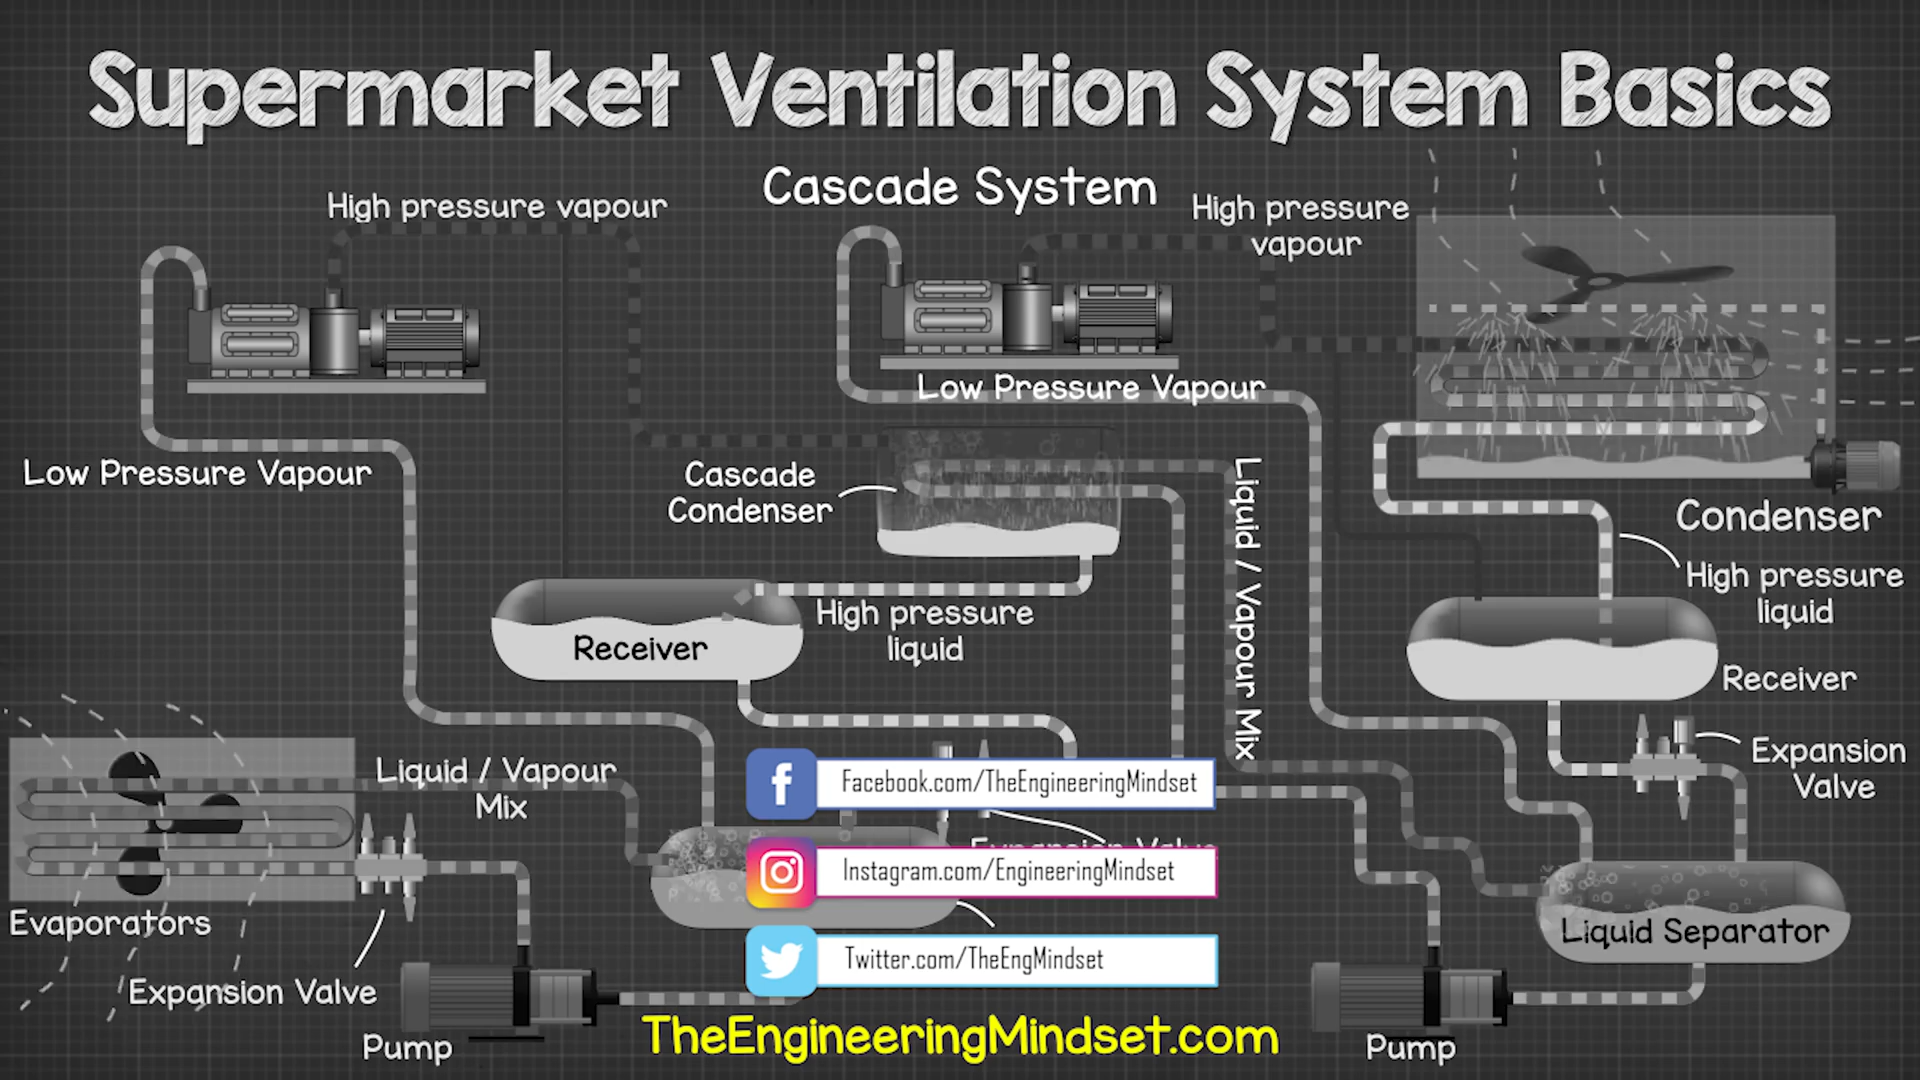 Supermarket Ventilation System Basics
Cascade System
High pressure vapour
High pressure
vapour
Low Pressure Vapour
Low Pressure Vapour
Cascade
Condenser
Liquid / Vapour Mix
Condenser
High pressure
liquid
High pressure
liquid
Receiver
Receiver
Expansion
Valve
Liquid / Vapour
Mix
Facebook.com/TheEngineeringMindset
Expansion Valve
Instagram.com/EngineeringMindset
Evaporators
Liquid Separator
Twitter.com/TheEngMindset
Expansion Valve
Pump
TheEngineeringMindset.com
Pump